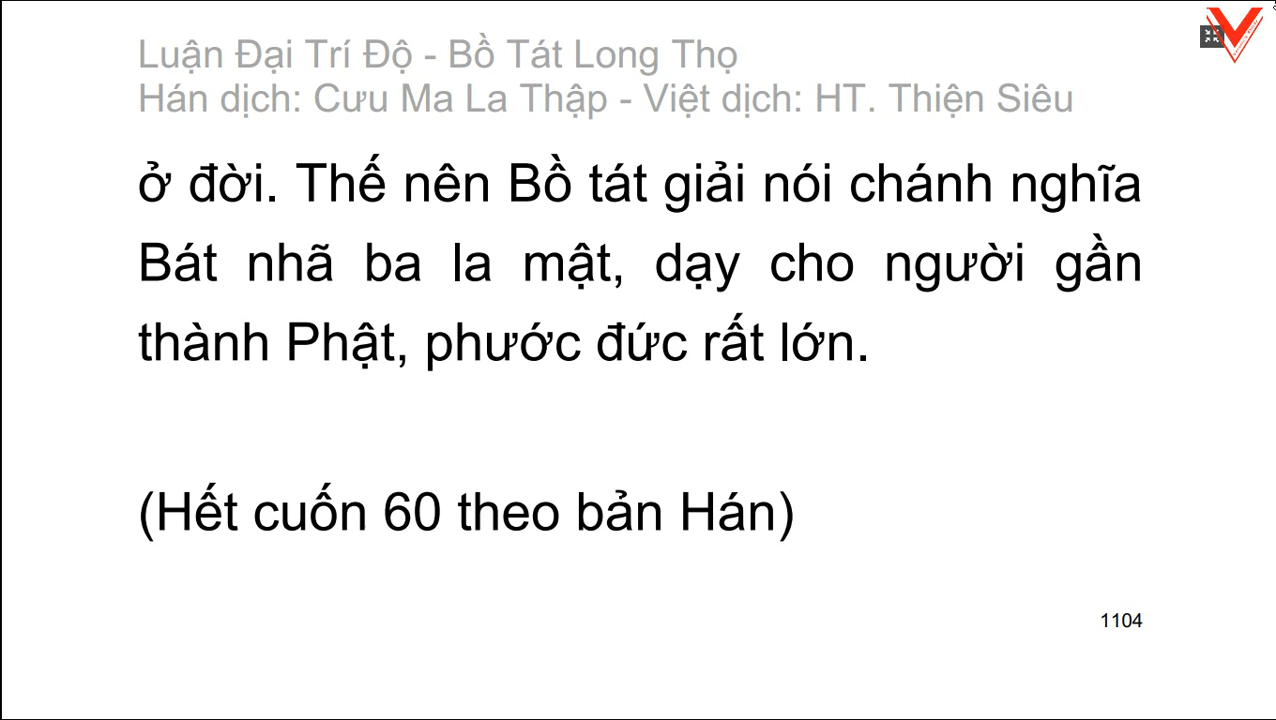 Luận Đại Trí Độ - Bồ Tát Long Thọ
Hán dịch: Cưu Ma La Thập - Việt dịch: HT. Thiện Siêu
ở đời. Thế nên Bồ tát giải nói chánh nghĩa
Bát nhã ba la mật, dạy cho người gần
thành Phật, phước đức rất lớn.
(Hết cuốn 60 theo bản Hán)
1104